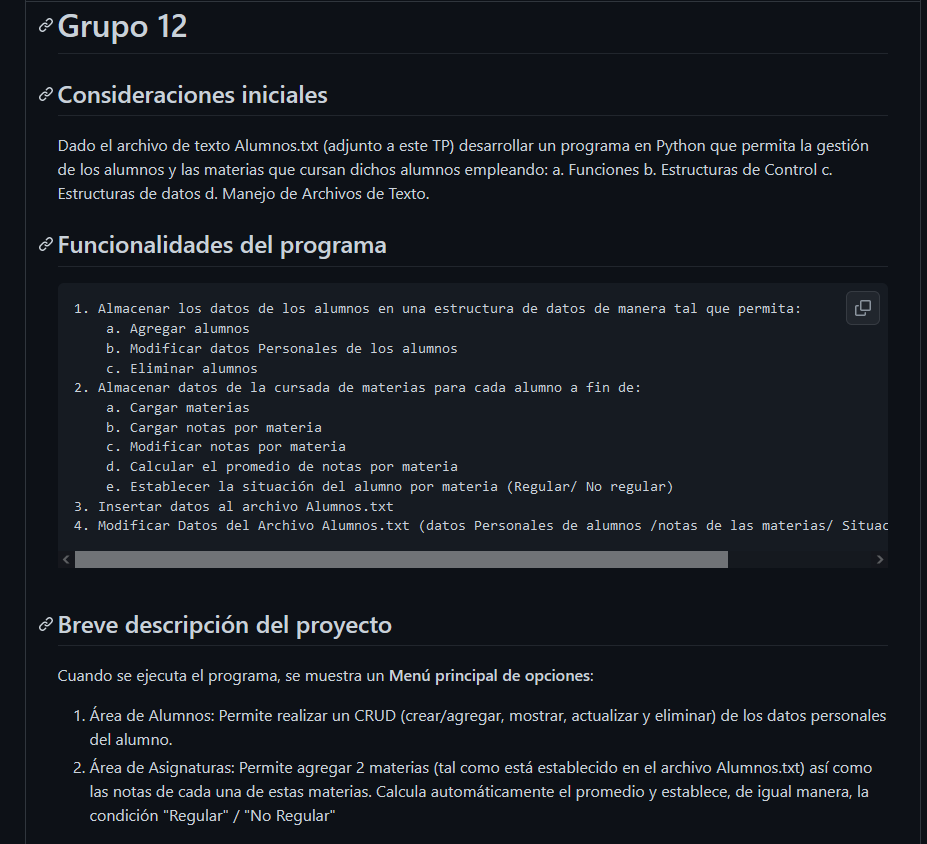 Grupo 12
Consideraciones iniciales
Dado el archivo de texto Alumnos.txt (adjunto a este TP) desarrollar un programa en Python que permita la gestión
de los alumnos y las materias que cursan dichos alumnos empleando: a. Funciones b. Estructuras de Control c.
Estructuras de datos d. Manejo de Archivos de Texto.
Funcionalidades del programa
1. Almacenar los datos de los alumnos en una estructura de datos de manera tal que permita:
a. Agregar alumnos
b. Modificar datos Personales de los alumnos
c. Eliminar alumnos
2. Almacenar datos de la cursada de materias para cada alumno a fin de:
a. Cargar materias
b. Cargar notas por materia
c. Modificar notas por materia
d. Calcular el promedio de notas por materia
e. Establecer la situación del alumno por materia (Regular/ No regular)
3. Insertar datos al archivo Alumnos.txt
4. Modificar Datos del Archivo Alumnos.txt (datos Personales de alumnos /notas de las materias/ Situac
Breve descripción del proyecto
Cuando se ejecuta el programa, se muestra un Menú principal de opciones:
1. Área de Alumnos: Permite realizar un CRUD (crear/agregar, mostrar, actualizar y eliminar) de los datos personales
del alumno.
2. Área de Asignaturas: Permite agregar 2 materias (tal como está establecido en el archivo Alumnos.txt) así como
las notas de cada una de estas materias. Calcula automáticamente el promedio y establece, de igual manera, la
condición "Regular" / "No Regular"